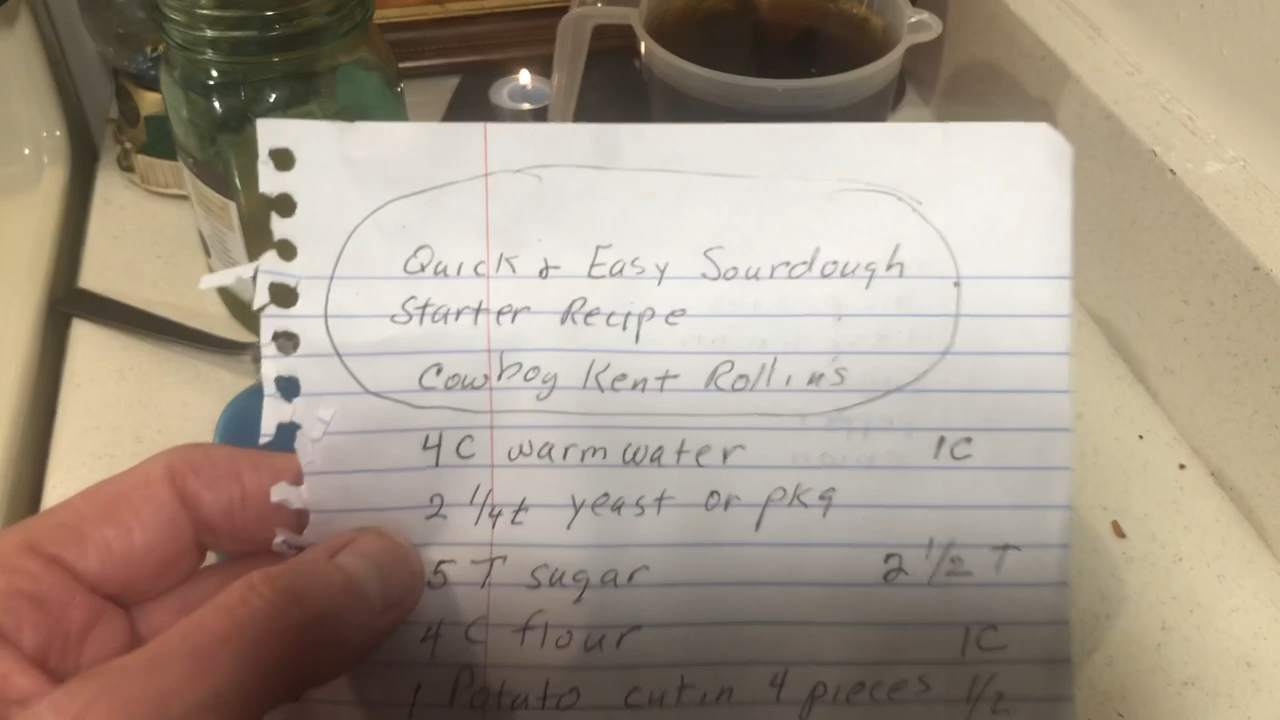 Quick & Easy Sourdough
Starter Recipe
Cowboy Kent Rollins
4C warm water 1C
2 1/4t yeast or pkg
5 T sugar 2 1/2 T
4 C flour 1C
1 Potato cut in 4 pieces 1/2